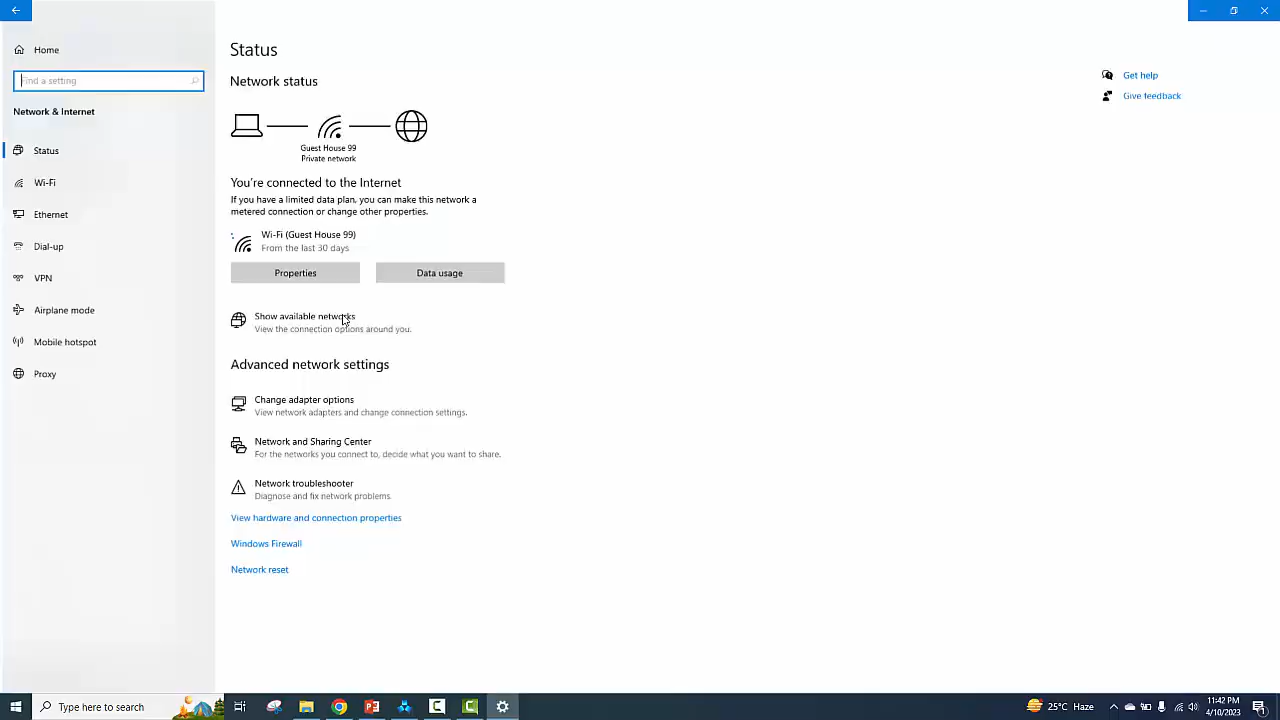 Home
Find a setting
Network & Internet
Status
Wi-Fi
Ethernet
Dial-up
VPN
Airplane mode
Mobile hotspot
Proxy
Status
Network status
Guest House 99
Private network
You're connected to the Internet
If you have a limited data plan, you can make this network a
metered connection or change other properties.
Wi-Fi (Guest House 99)
From the last 30 days
Properties
Data usage
Show available networks
View the connection options around you.
Advanced network settings
Change adapter options
View network adapters and change connection settings.
Network and Sharing Center
For the networks you connect to, decide what you want to share.
Network troubleshooter
Diagnose and fix network problems.
View hardware and connection properties
Windows Firewall
Network reset
Get help
Give feedback
Type here to search
25°C Haze
11:42 PM
4/10/2023